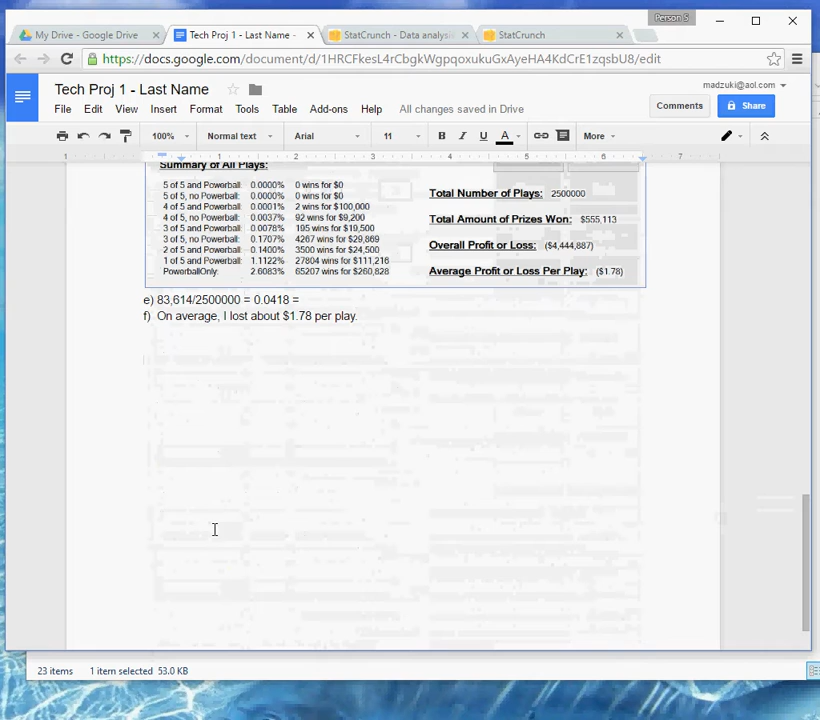 Person 5
My Drive - Google Drive
Tech Proj 1 - Last Name -
StatCrunch - Data analysis
StatCrunch
https://docs.google.com/document/d/1HRCFkesL4rCbgkWgpqoxukuGxAyeHA4KdCrE1zqsbU8/edit
Tech Proj 1 - Last Name
madzuki@aol.com
File Edit View Insert Format Tools Table Add-ons Help All changes saved in Drive
Comments
Share
100% Normal text Arial 11 B I U A More
1 1 2 3 4 5 6 7
Summary of All Plays:
5 of 5 and Powerball: 0.0000% 0 wins for $0
5 of 5, no Powerball: 0.0000% 0 wins for $0
4 of 5 and Powerball: 0.0001% 2 wins for $100,000
4 of 5, no Powerball: 0.0037% 92 wins for $9,200
3 of 5 and Powerball: 0.0078% 195 wins for $19,500
3 of 5, no Powerball: 0.1707% 4267 wins for $29,869
2 of 5 and Powerball: 0.1400% 3500 wins for $24,500
1 of 5 and Powerball: 1.1122% 27804 wins for $111,216
PowerballOnly: 2.6083% 65207 wins for $260,828
Total Number of Plays: 2500000
Total Amount of Prizes Won: $555,113
Overall Profit or Loss: ($4,444,887)
Average Profit or Loss Per Play: ($1.78)
e) 83,614/2500000 = 0.0418 =
f) On average, I lost about $1.78 per play.
23 items 1 item selected 53.0 KB